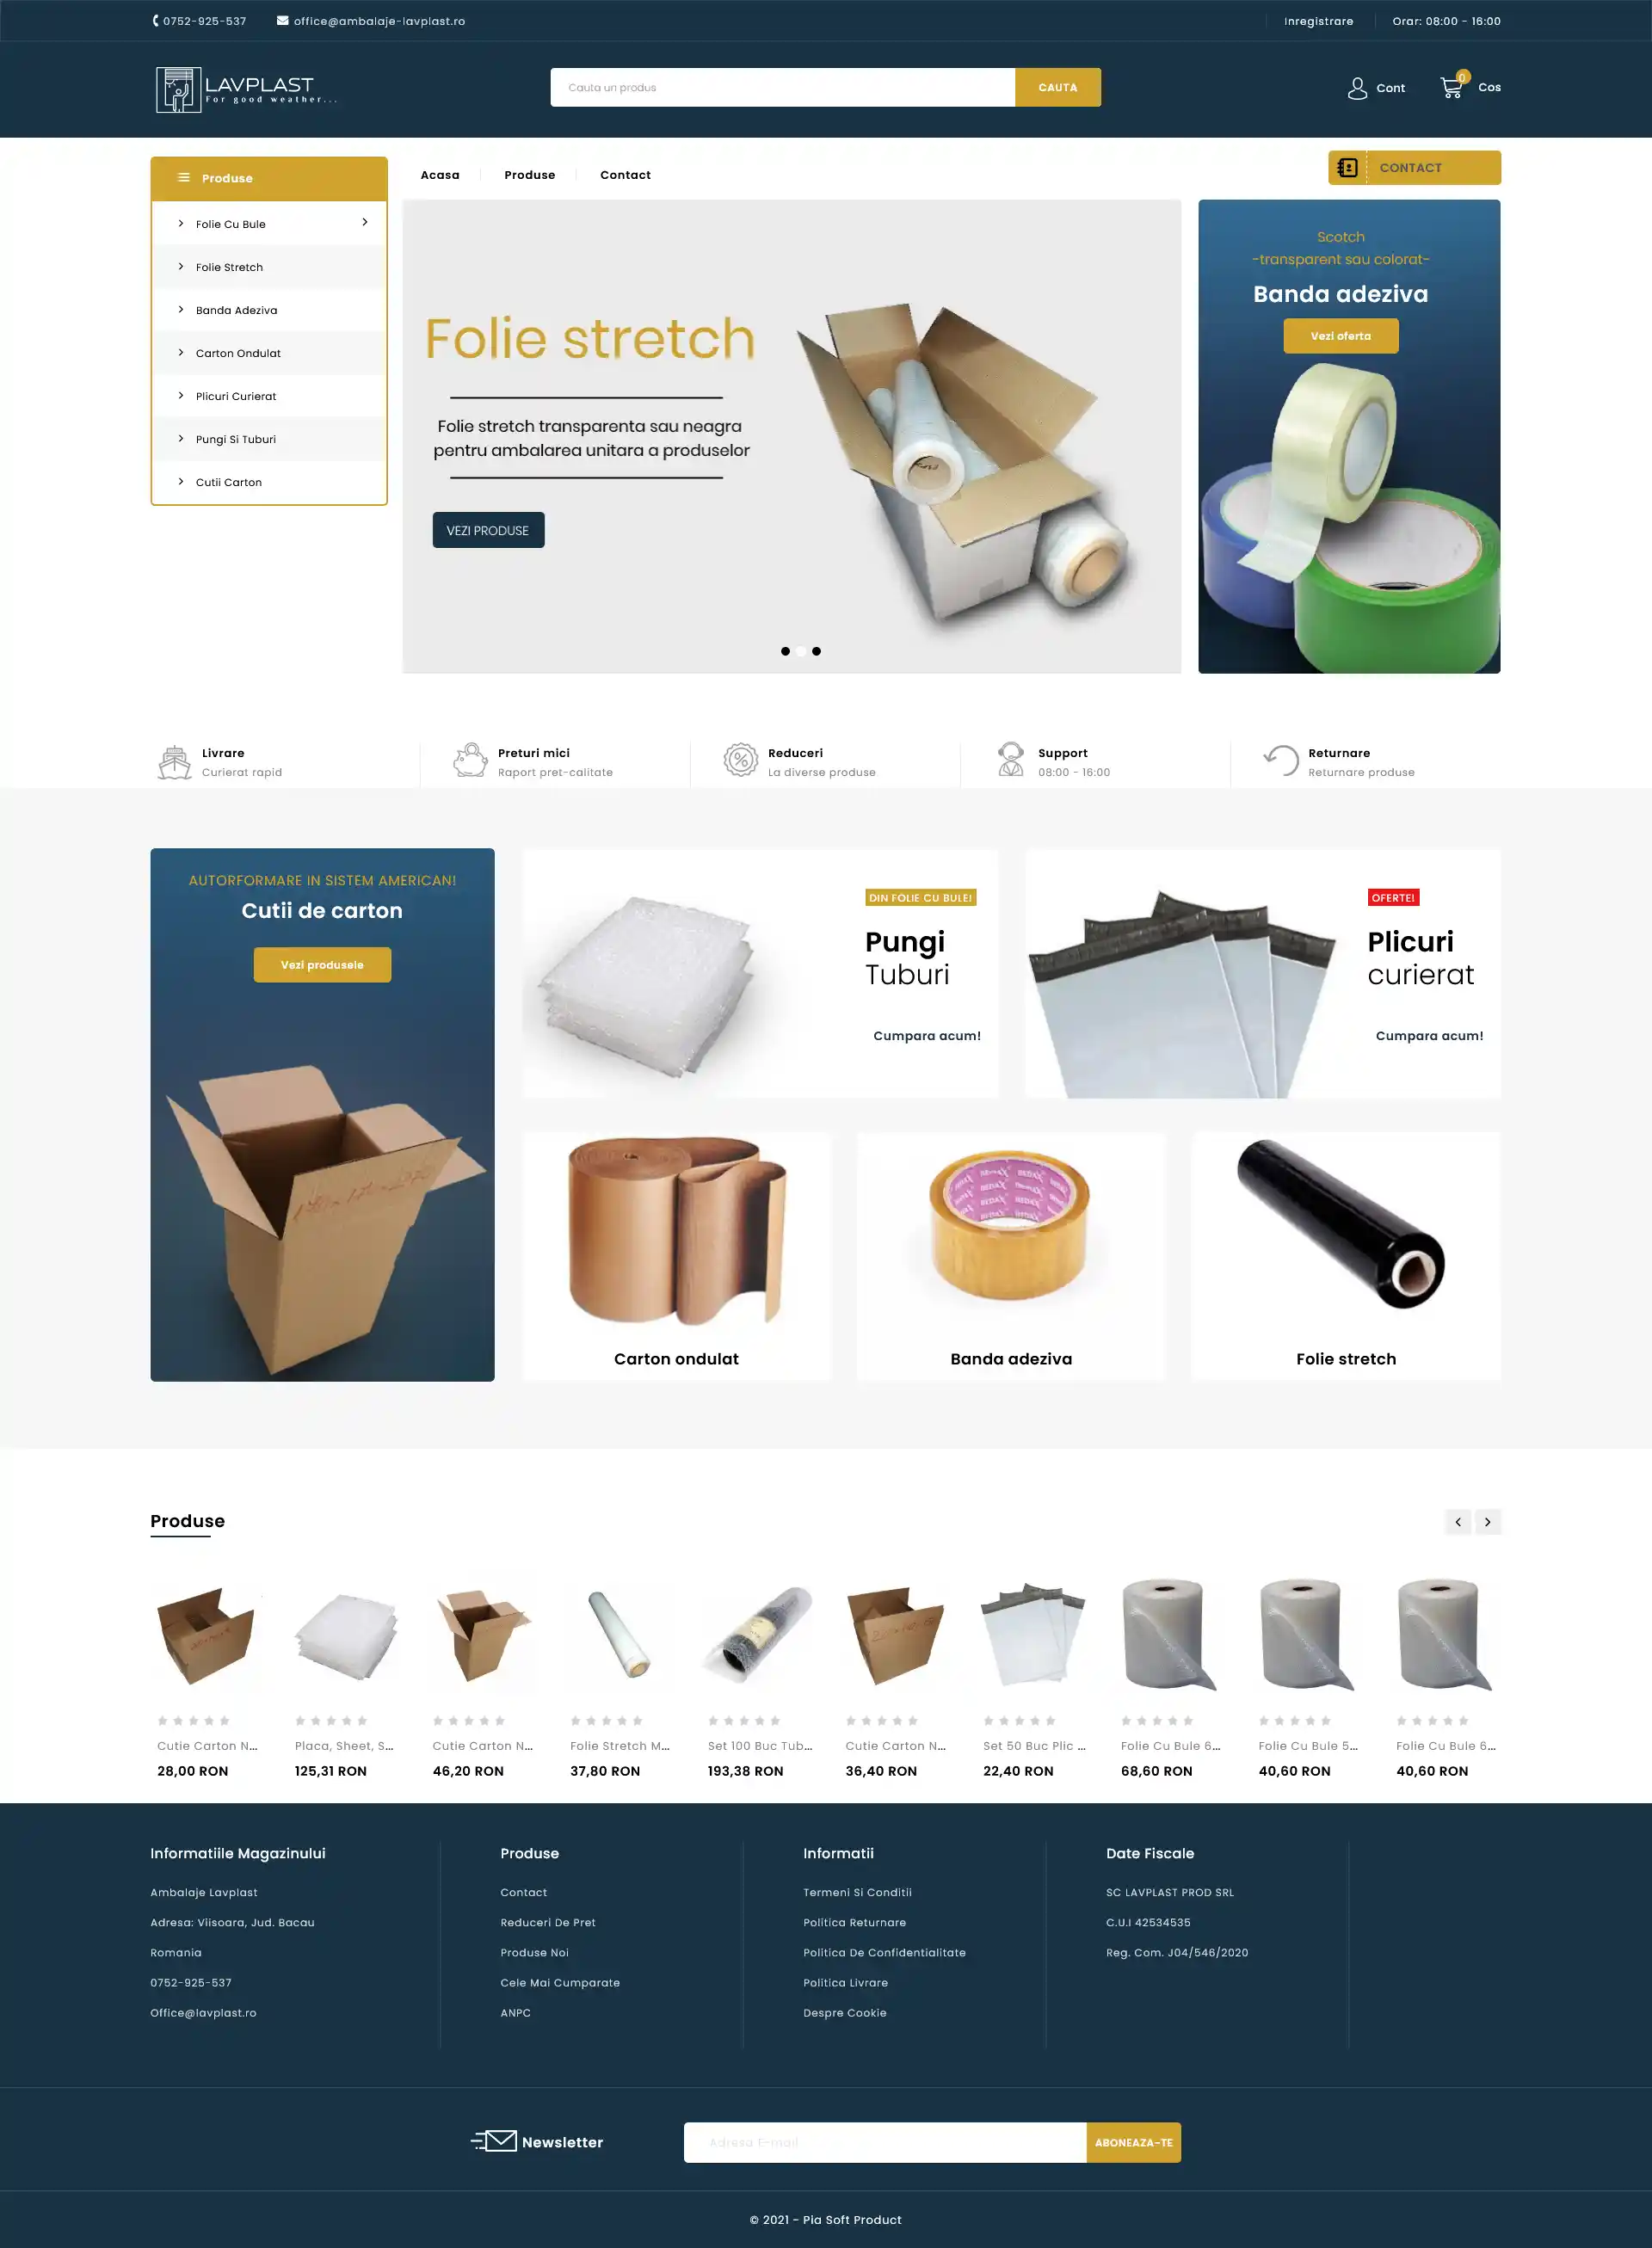 0752-925-537
office@ambalaje-lavplast.ro
Inregistrare
Orar: 08:00 - 16:00
LAVPLAST
For good weather...
Cauta un produs
CAUTA
Cont
0
Cos
Produse
Acasa
Produse
Contact
CONTACT
Folie Cu Bule
Folie Stretch
Banda Adeziva
Carton Ondulat
Plicuri Curierat
Pungi Si Tuburi
Cutii Carton
Folie stretch
Folie stretch transparenta sau neagra
pentru ambalarea unitara a produselor
VEZI PRODUSE
Scotch
-transparent sau colorat-
Banda adeziva
Vezi oferta
Livrare
Curierat rapid
Preturi mici
Raport pret-calitate
Reduceri
La diverse produse
Support
08:00 - 16:00
Returnare
Returnare produse
AUTORFORMARE IN SISTEM AMERICAN!
Cutii de carton
Vezi produsele
DIN FOLIE CU BULE!
Pungi
Tuburi
Cumpara acum!
OFERTE!
Plicuri
curierat
Cumpara acum!
Carton ondulat
Banda adeziva
Folie stretch
Produse
Cutie Carton N...
28,00 RON
Placa, Sheet, S...
125,31 RON
Cutie Carton N...
46,20 RON
Folie Stretch M...
37,80 RON
Set 100 Buc Tub...
193,38 RON
Cutie Carton N...
36,40 RON
Set 50 Buc Plic ...
22,40 RON
Folie Cu Bule 6...
68,60 RON
Folie Cu Bule 5...
40,60 RON
Folie Cu Bule 6...
40,60 RON
Informatiile Magazinului
Ambalaje Lavplast
Adresa: Viisoara, Jud. Bacau
Romania
0752-925-537
Office@lavplast.ro
Produse
Contact
Reduceri De Pret
Produse Noi
Cele Mai Cumparate
ANPC
Informatii
Termeni Si Conditii
Politica Returnare
Politica De Confidentialitate
Politica Livrare
Despre Cookie
Date Fiscale
SC LAVPLAST PROD SRL
C.U.I 42534535
Reg. Com. J04/546/2020
Newsletter
Adresa E-mail
ABONEAZA-TE
© 2021 - Pla Soft Product